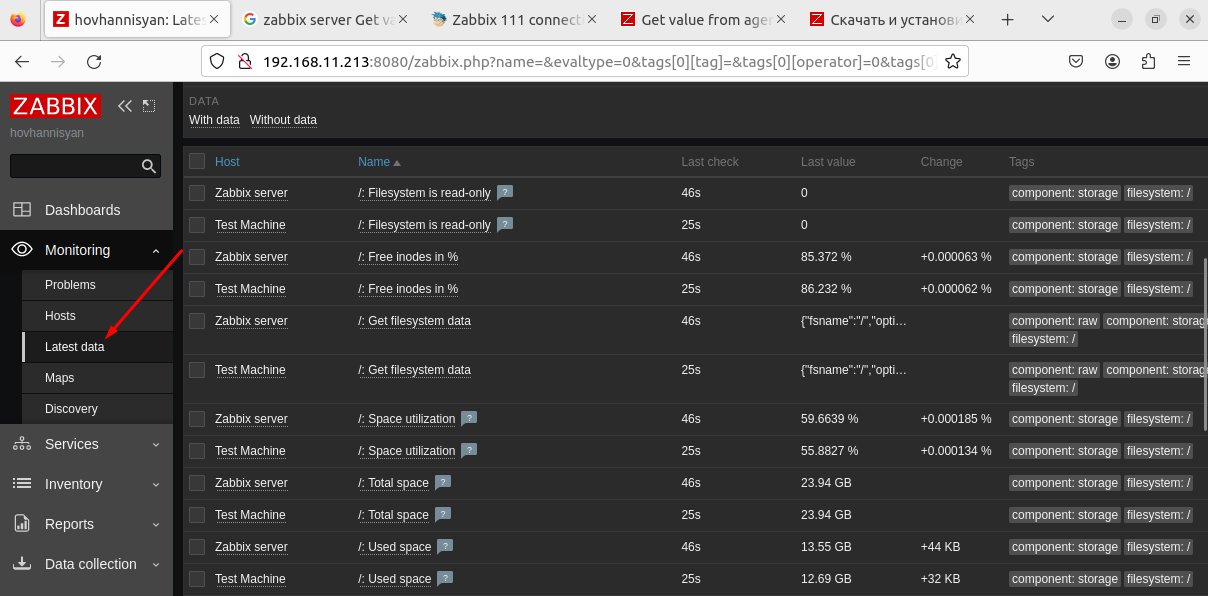 hovhannisyan: Lates
zabbix server Get va
Zabbix 111 connecti
Get value from agen
Скачать и установи
192.168.11.213:8080/zabbix.php?name=&evaltype=0&tags[0][tag]=&tags[0][operator]=0&tags[0]
ZABBIX
hovhannisyan
Dashboards
Monitoring
Problems
Hosts
Latest data
Maps
Discovery
Services
Inventory
Reports
Data collection
DATA
With data Without data
Host Name Last check Last value Change Tags
Zabbix server /: Filesystem is read-only ? 46s 0 component: storage filesystem: /
Test Machine /: Filesystem is read-only ? 25s 0 component: storage filesystem: /
Zabbix server /: Free inodes in % 46s 85.372 % +0.000063 % component: storage filesystem: /
Test Machine /: Free inodes in % 25s 86.232 % +0.000062 % component: storage filesystem: /
Zabbix server /: Get filesystem data 46s {"fsname":"/","opti… component: raw component: storag
filesystem: /
Test Machine /: Get filesystem data 25s {"fsname":"/","opti… component: raw component: storag
filesystem: /
Zabbix server /: Space utilization ? 46s 59.6639 % +0.000185 % component: storage filesystem: /
Test Machine /: Space utilization ? 25s 55.8827 % +0.000134 % component: storage filesystem: /
Zabbix server /: Total space ? 46s 23.94 GB component: storage filesystem: /
Test Machine /: Total space ? 25s 23.94 GB component: storage filesystem: /
Zabbix server /: Used space ? 46s 13.55 GB +44 KB component: storage filesystem: /
Test Machine /: Used space ? 25s 12.69 GB +32 KB component: storage filesystem: /